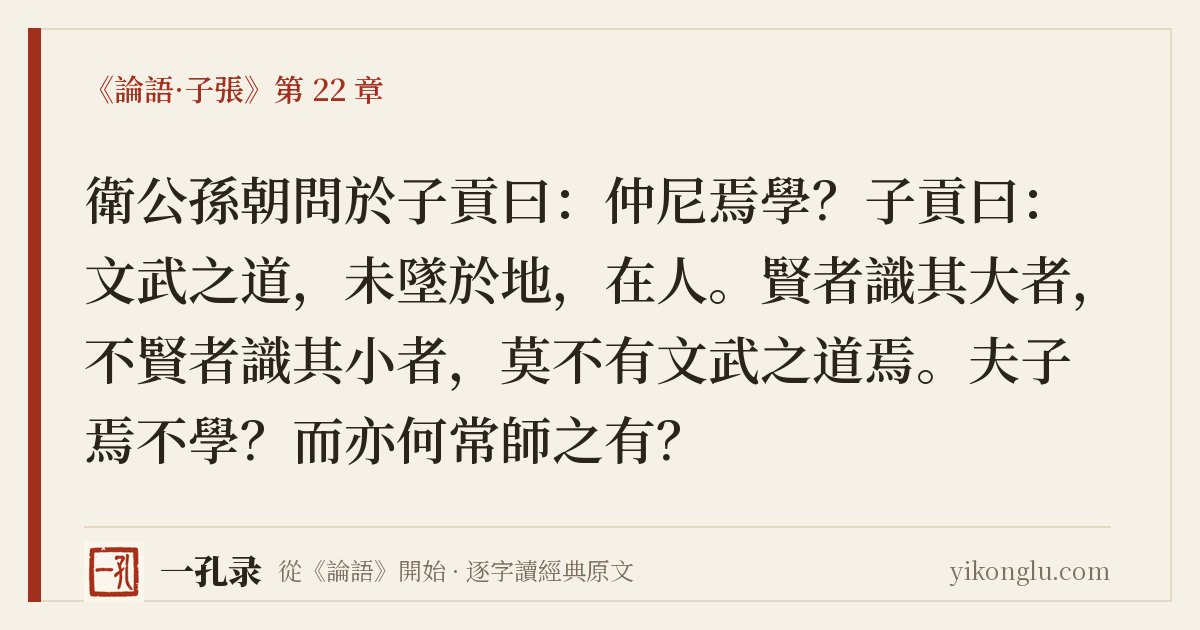 《論語·子張》第 22 章
衛公孫朝問於子貢曰：仲尼焉學？子貢曰：
文武之道，未墜於地，在人。賢者識其大者，
不賢者識其小者，莫不有文武之道焉。夫子
焉不學？而亦何常師之有？
一孔
一孔录
從《論語》開始 · 逐字讀經典原文
yikonglu.com